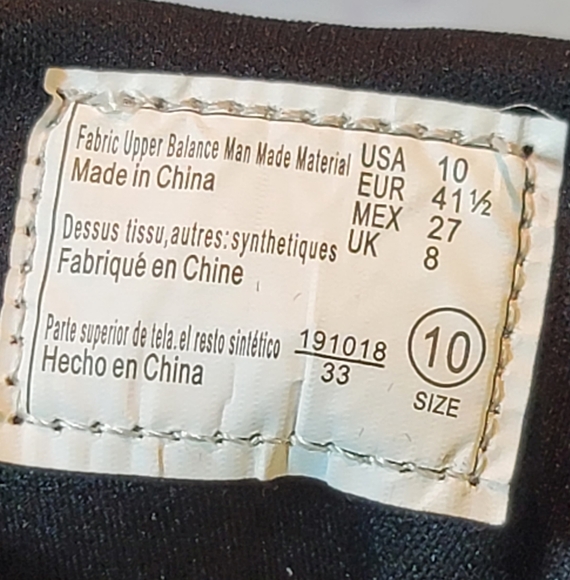 Fabric Upper Balance Man Made Material
Made in China
Dessus tissu,autres:synthetiques
Fabriqué en Chine
Parte superior de tela.el resto sintético
Hecho en China
USA 10
EUR 41½
MEX 27
UK 8
191018
33
10
SIZE